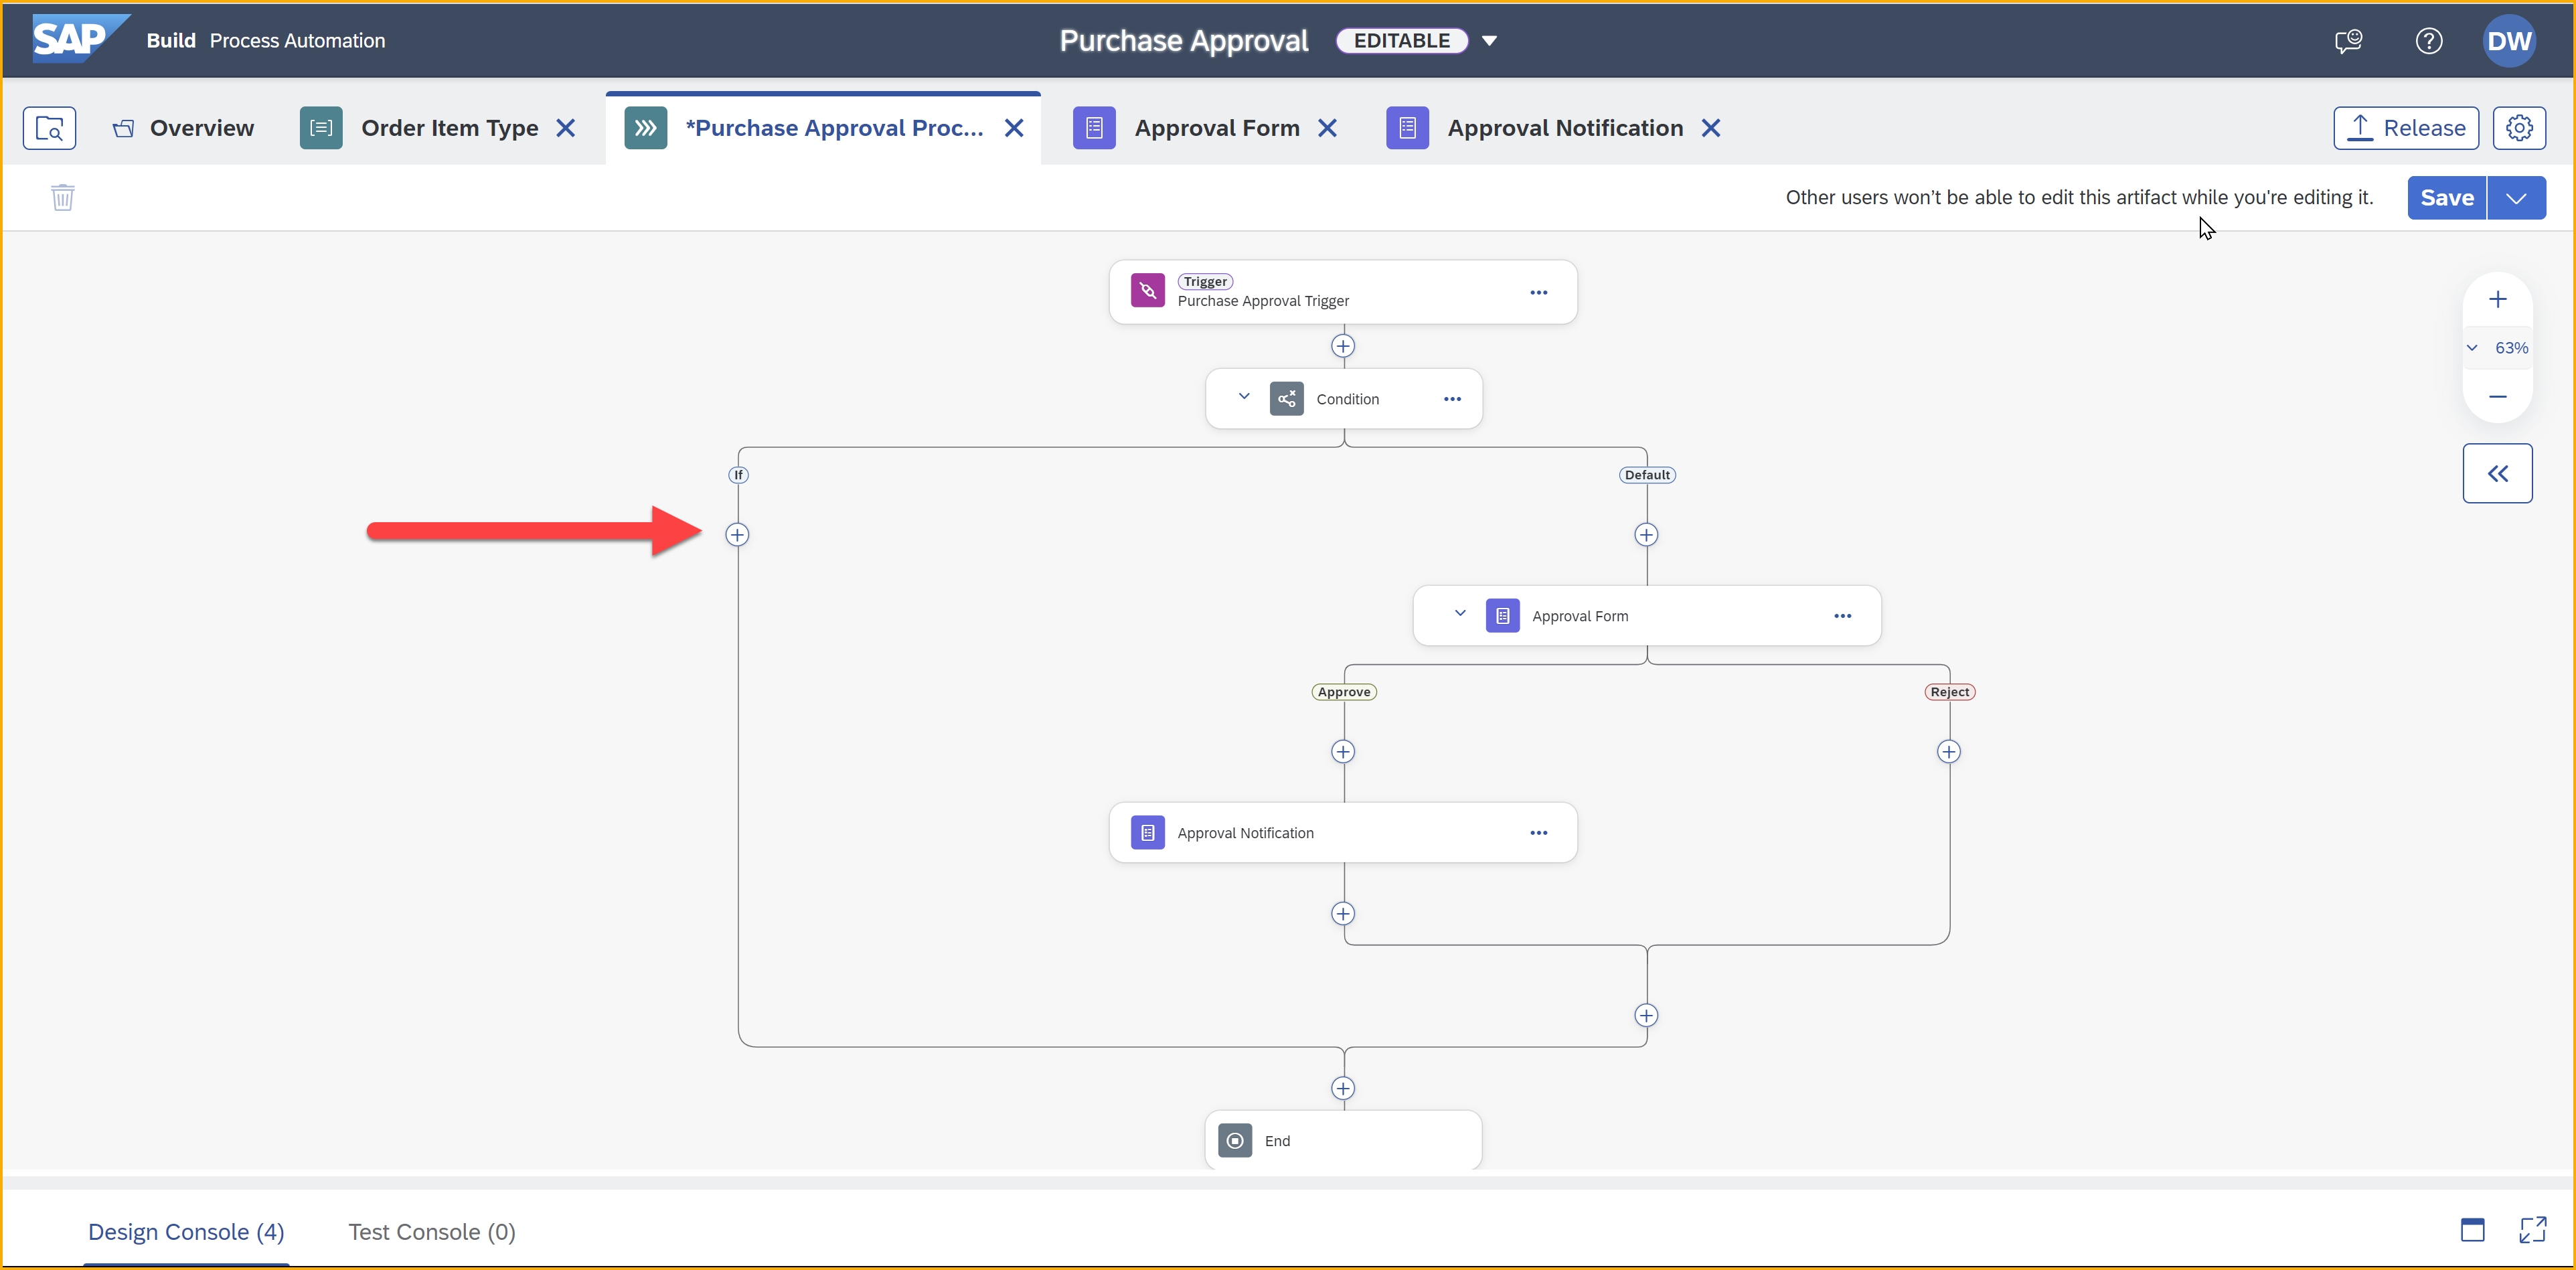 SAP Build Process Automation
Purchase Approval EDITABLE
DW
Overview
Order Item Type
*Purchase Approval Proc...
Approval Form
Approval Notification
Release
Other users won't be able to edit this artifact while you're editing it.
Save
Trigger
Purchase Approval Trigger
63%
Condition
If
Default
Approval Form
Approve
Reject
Approval Notification
End
Design Console (4)
Test Console (0)